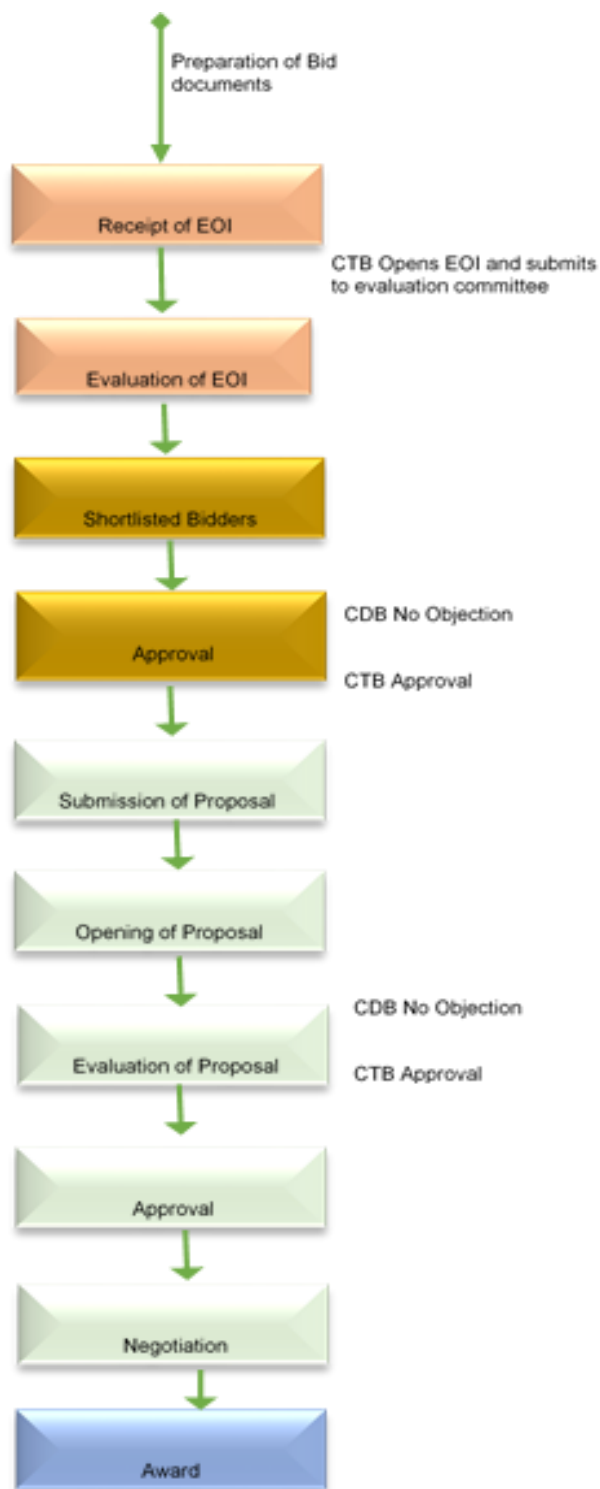 Preparation of Bid
documents
Receipt of EOI
CTB Opens EOI and submits
to evaluation committee
Evaluation of EOI
Shortlisted Bidders
CDB No Objection
Approval
CTB Approval
Submission of Proposal
Opening of Proposal
CDB No Objection
Evaluation of Proposal
CTB Approval
Approval
Negotiation
Award